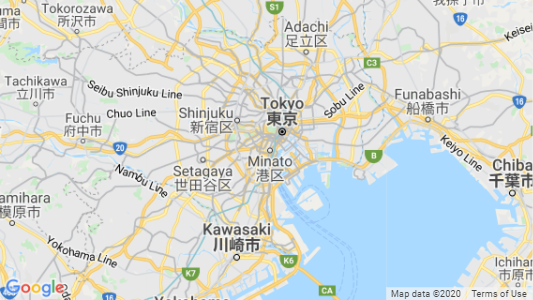 Tokorozawa
所沢市
Adachi
足立区
S1
16
C3
我孫子市
Keisei
Tachikawa
立川市
Seibu Shinjuku Line
Chuo Line
Fuchu
府中市
Shinjuku
新宿区
Tokyo
東京
Sobu Line
Funabashi
船橋市
16
20
B
Keiyo Line
Minato
港区
Setagaya
世田谷区
Nambu Line
Chiba
千葉市
模原市
Yokohama Line
Kawasaki
川崎市
K7
K6
CA
Ichihara
市原市
Yokohama
16
Google
Map data ©2020
Terms of Use